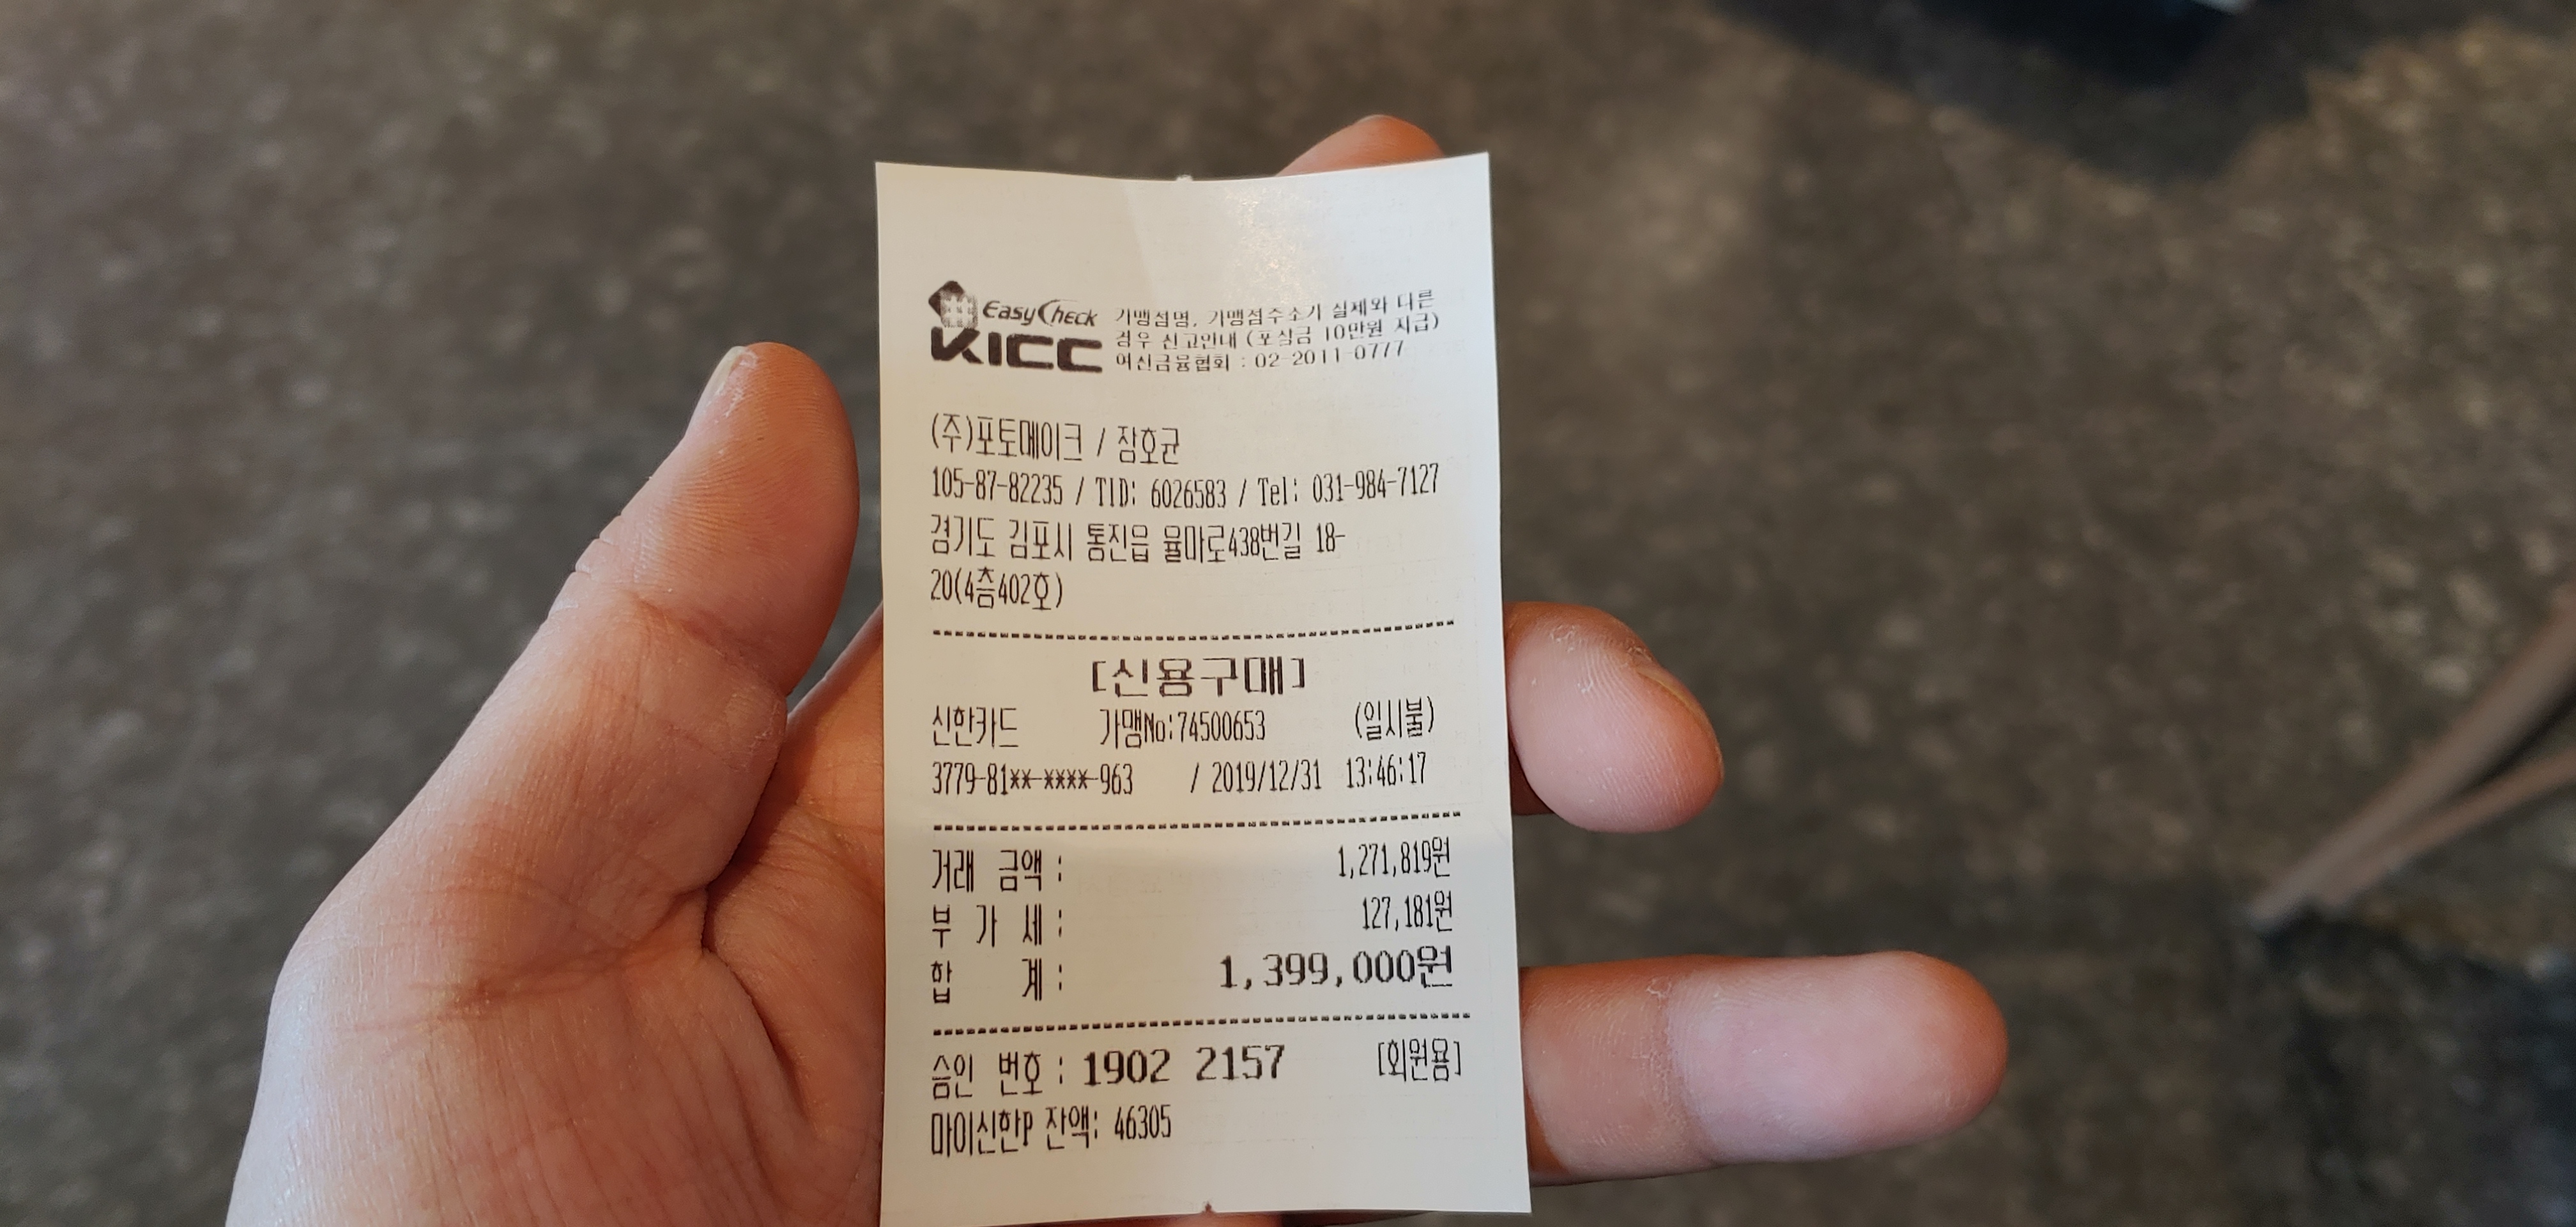 EasyCheck
KICC
가맹점명, 가맹점주소가 실제와 다른
경우 신고안내 (포상금 10만원 지급)
여신금융협회 : 02-2011-0777
(주)포토메이크 / 잠호균
105-87-82235 / TID: 6026583 / Tel: 031-984-7127
경기도 김포시 통진읍 율마로438번길 18-
20(4층402호)
[신용구매]
신한카드 가맹No:74500653 (일시불)
3779-81**-****-963 / 2019/12/31 13:46:17
거래 금액 : 1,271,819원
부 가 세 : 127,181원
합 계 : 1,399,000원
승인 번호 : 1902 2157 [회원용]
마이신한P 잔액: 46305